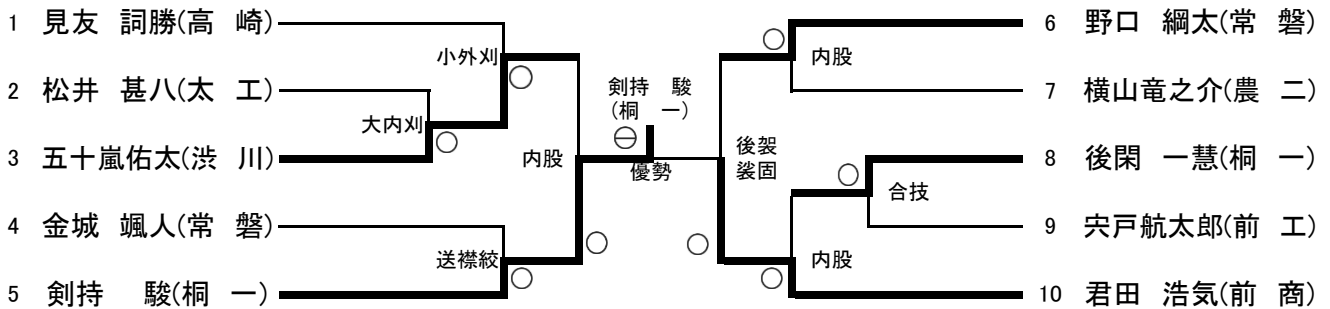 1 見友 詞勝(高 崎)
2 松井 甚八(太 工)
3 五十嵐佑太(渋 川)
4 金城 颯人(常 磐)
5 剣持 駿(桐 一)
小外刈
大内刈
送襟絞
内股
剣持 駿
(桐 一)
優勢
後袈
裟固
内股
合技
内股
6 野口 綱太(常 磐)
7 横山竜之介(農 二)
8 後閑 一慧(桐 一)
9 宍戸航太郎(前 工)
10 君田 浩気(前 商)